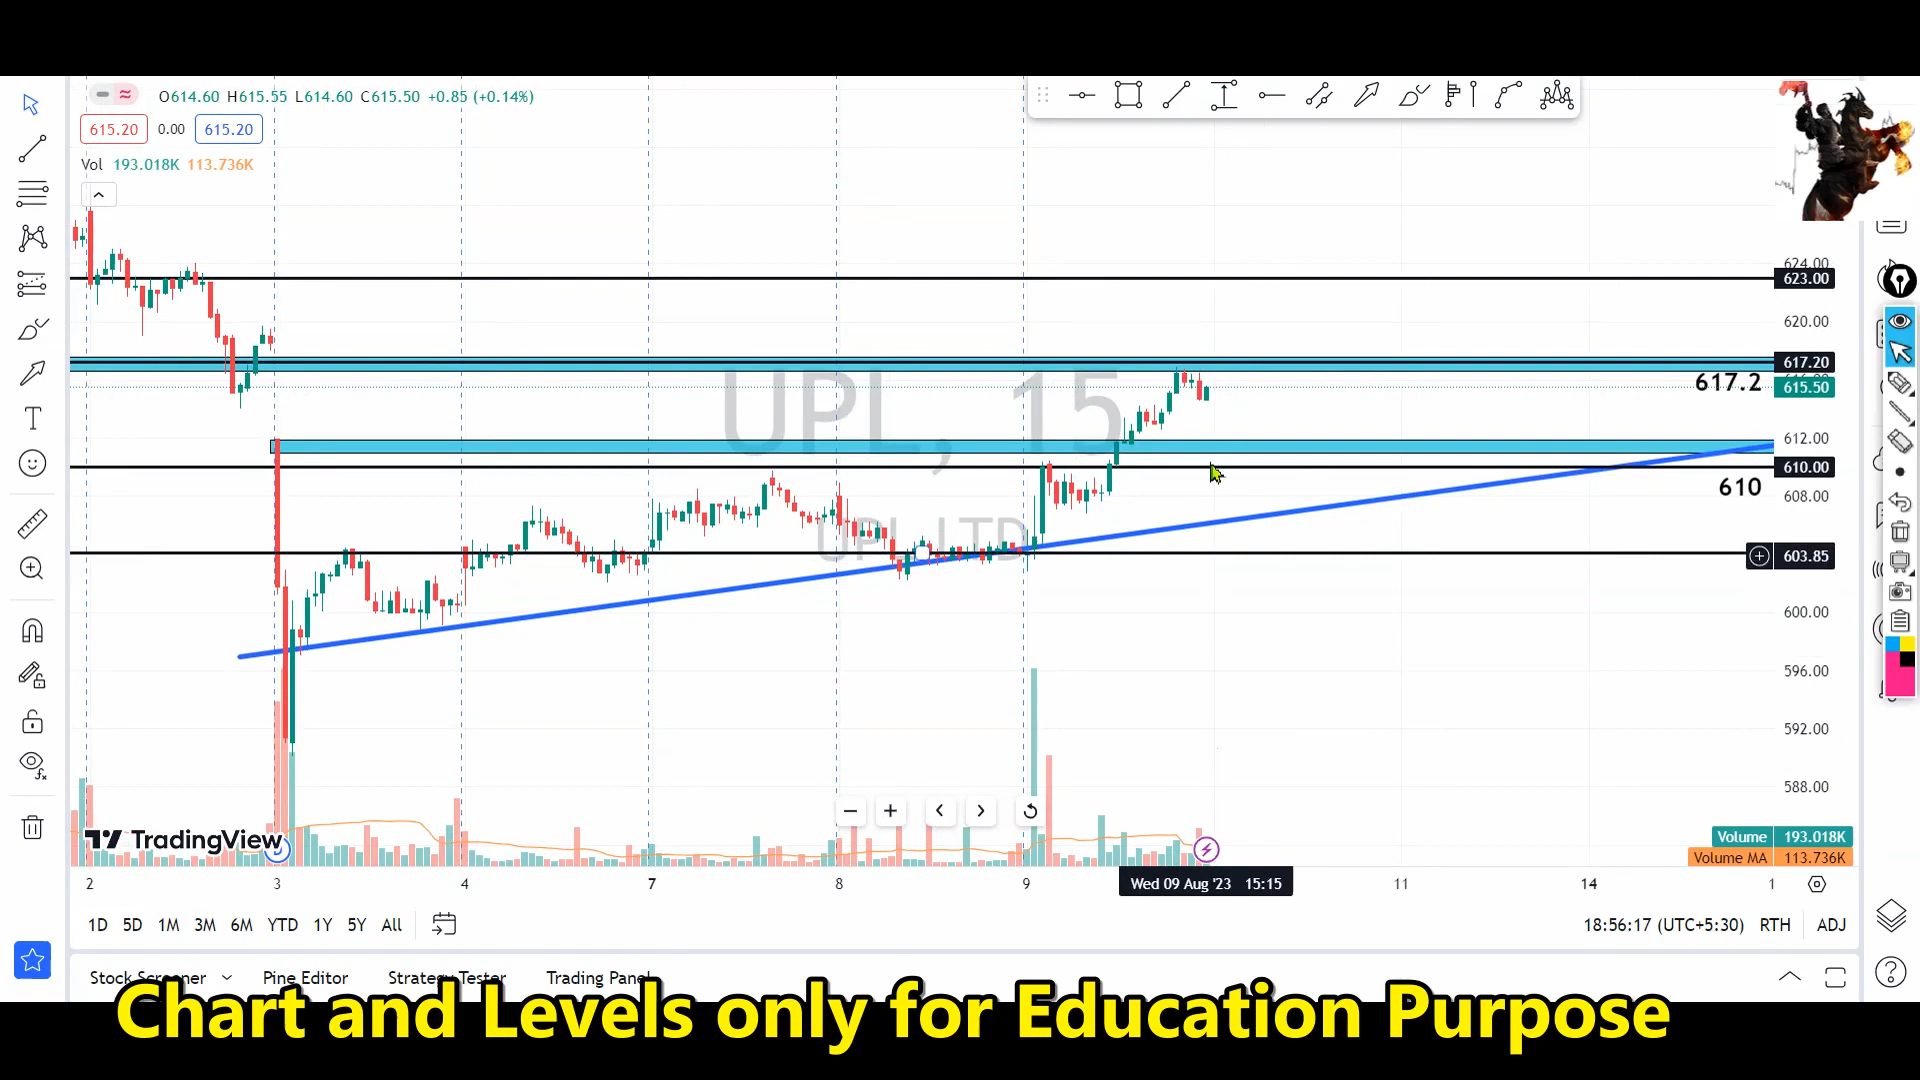 O614.60 H615.55 L614.60 C615.50 +0.85 (+0.14%)
615.20 0.00 615.20
Vol 193.018K 113.736K
624.00
623.00
620.00
617.20
617.2
615.50
UPL, 15
612.00
610.00
610
608.00
UPL LTD
603.85
600.00
596.00
592.00
588.00
TradingView
Volume 193.018K
Volume MA 113.736K
2 3 4 7 8 9 Wed 09 Aug '23 15:15 11 14 1
1D 5D 1M 3M 6M YTD 1Y 5Y All 18:56:17 (UTC+5:30) RTH ADJ
Stock Screener Pine Editor Strategy Tester Trading Panel
Chart and Levels only for Education Purpose